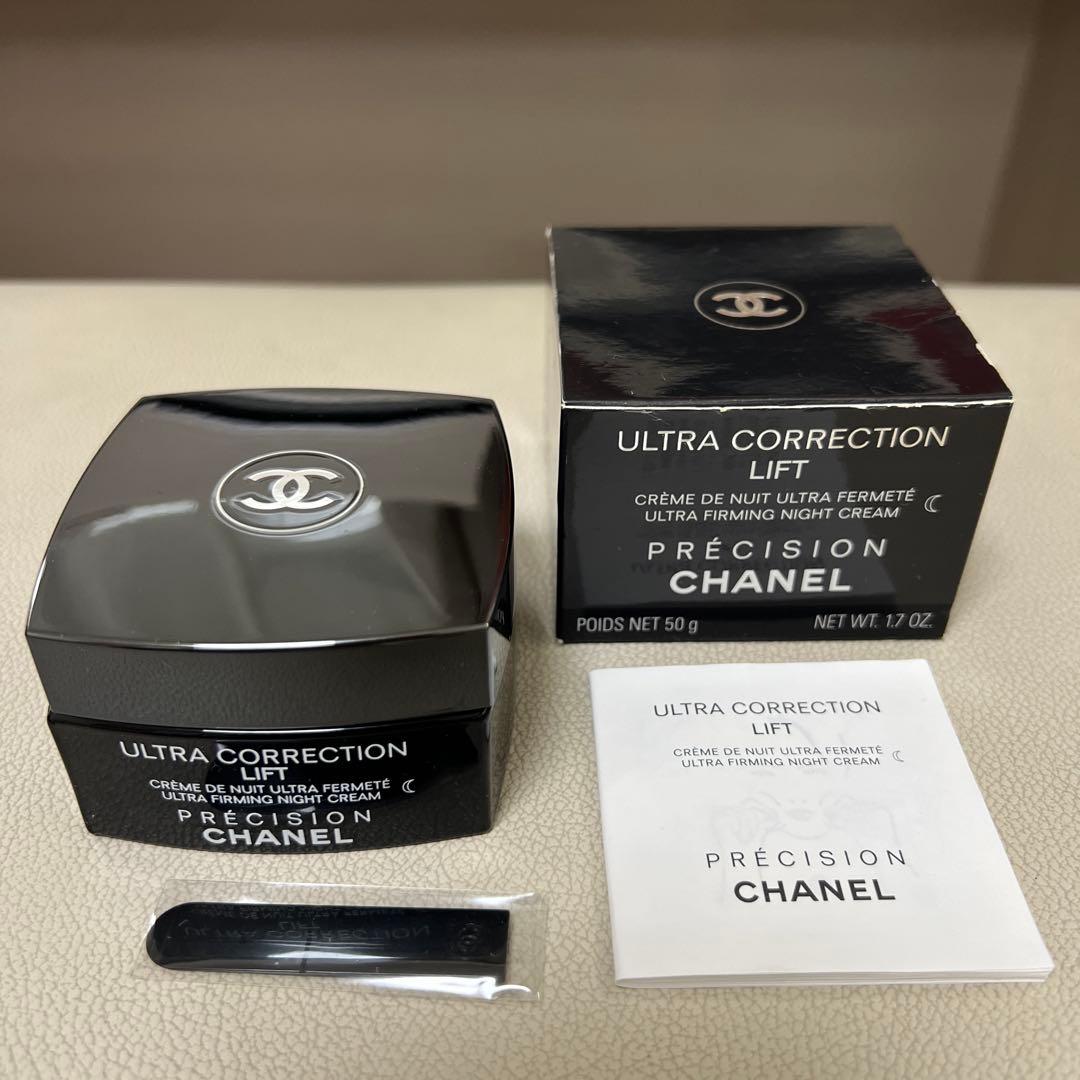 ULTRA CORRECTION
LIFT
CRÈME DE NUIT ULTRA FERMETÉ
ULTRA FIRMING NIGHT CREAM
PRÉCISION
CHANEL
POIDS NET 50 g
NET WT. 1.7 OZ.
ULTRA CORRECTION
LIFT
CRÈME DE NUIT ULTRA FERMETÉ
ULTRA FIRMING NIGHT CREAM
PRÉCISION
CHANEL
ULTRA CORRECTION
LIFT
CRÈME DE NUIT ULTRA FERMETÉ
ULTRA FIRMING NIGHT CREAM
PRÉCISION
CHANEL